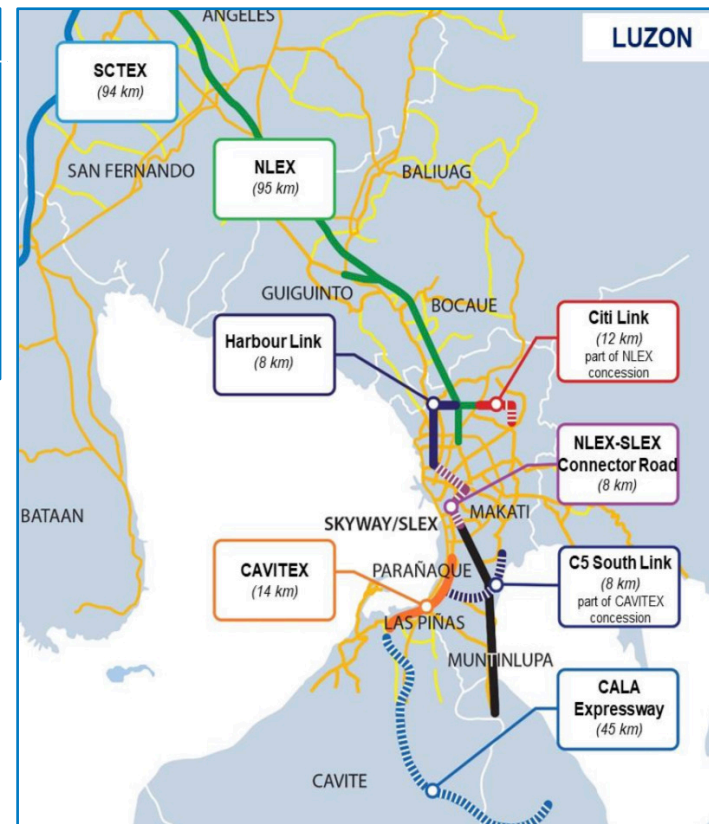 ANGELES
LUZON
SCTEX
(94 km)
SAN FERNANDO
NLEX
(95 km)
BALIUAG
GUIGUINTO
BOCAUE
Harbour Link
(8 km)
Citi Link
(12 km)
part of NLEX
concession
NLEX-SLEX
Connector Road
(8 km)
BATAAN
SKYWAY/SLEX
MAKATI
CAVITEX
(14 km)
PARAÑAQUE
C5 South Link
(8 km)
part of CAVITEX
concession
LAS PIÑAS
MUNTINLUPA
CALA
Expressway
(45 km)
CAVITE